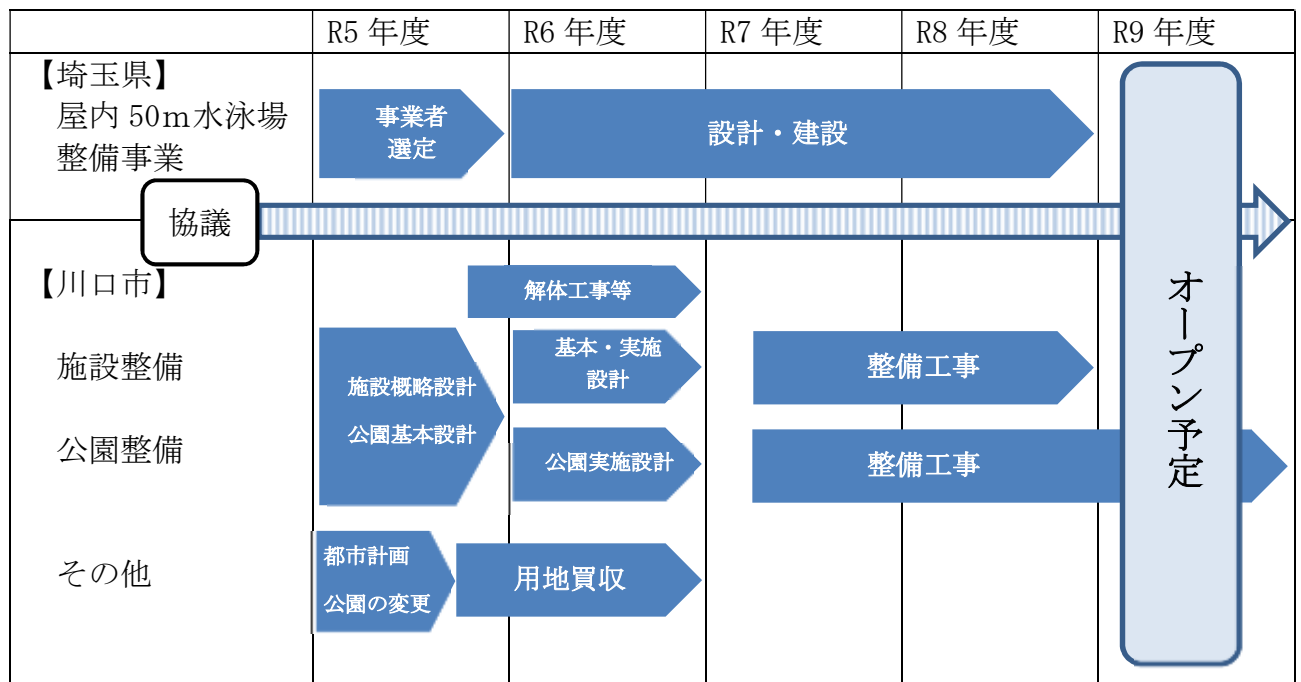 R5 年度
R6 年度
R7 年度
R8 年度
R9 年度
【埼玉県】
屋内 50ｍ水泳場
整備事業
事業者
選定
設計・建設
協議
【川口市】
解体工事等
施設整備
施設概略設計
公園基本設計
基本・実施
設計
整備工事
公園整備
公園実施設計
整備工事
その他
都市計画
公園の変更
用地買収
オープン予定